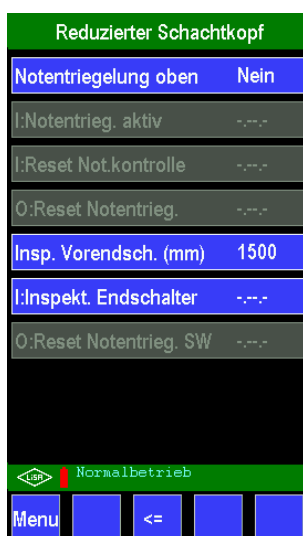 Reduzierter Schachtkopf
Notentriegelung oben Nein
I:Notentrieg. aktiv -.--.-
I:Reset Not.kontrolle -.--.-
O:Reset Notentrieg. -.--.-
Insp. Vorendsch. (mm) 1500
I:Inspekt. Endschalter -.--.-
O:Reset Notentrieg. SW -.--.-
LiSA Normalbetrieb
Menu <=